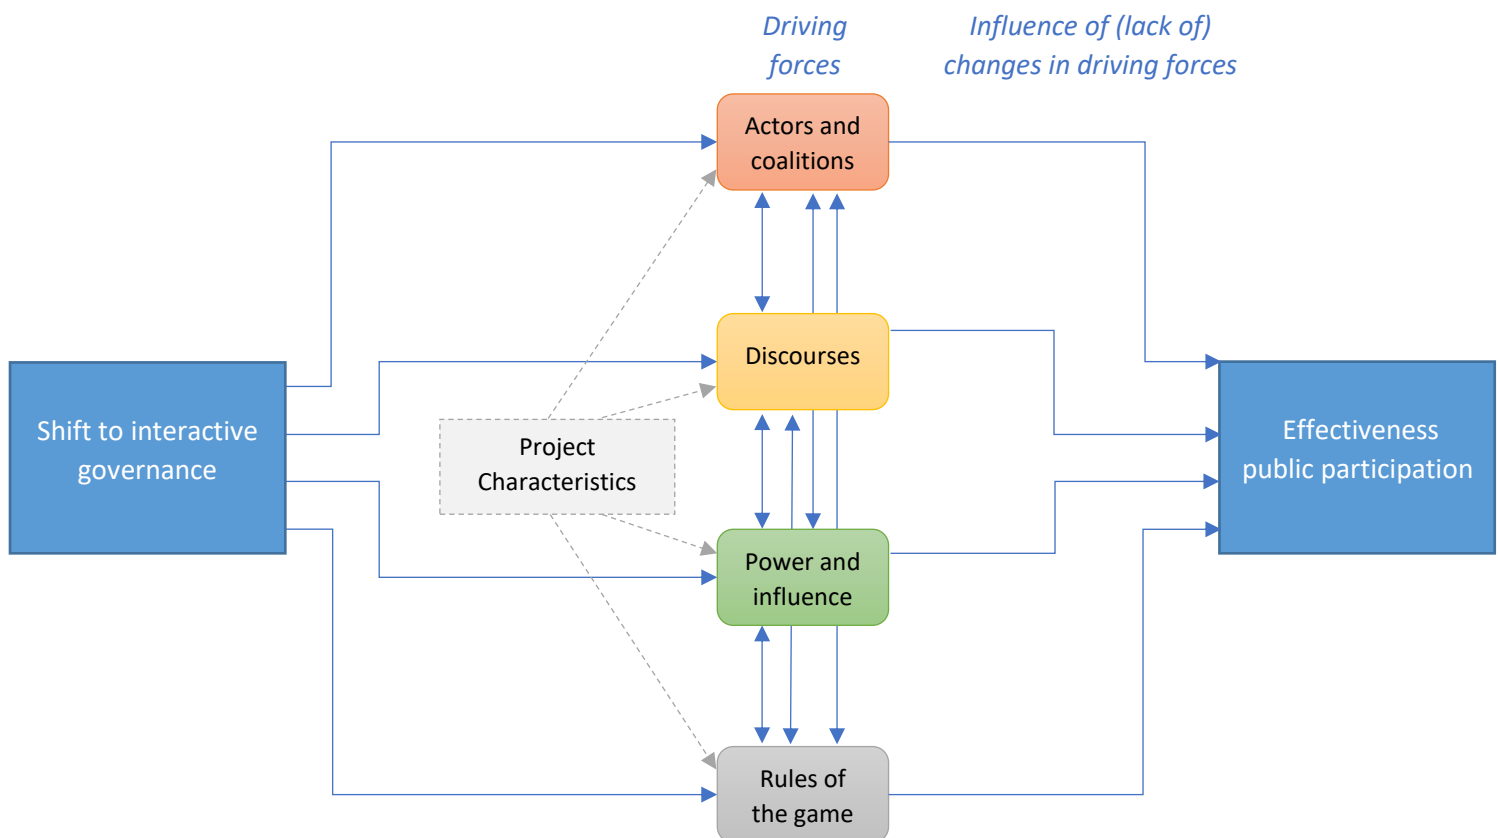 Driving
forces
Influence of (lack of)
changes in driving forces
Actors and
coalitions
Discourses
Shift to interactive
governance
Project
Characteristics
Effectiveness
public participation
Power and
influence
Rules of
the game